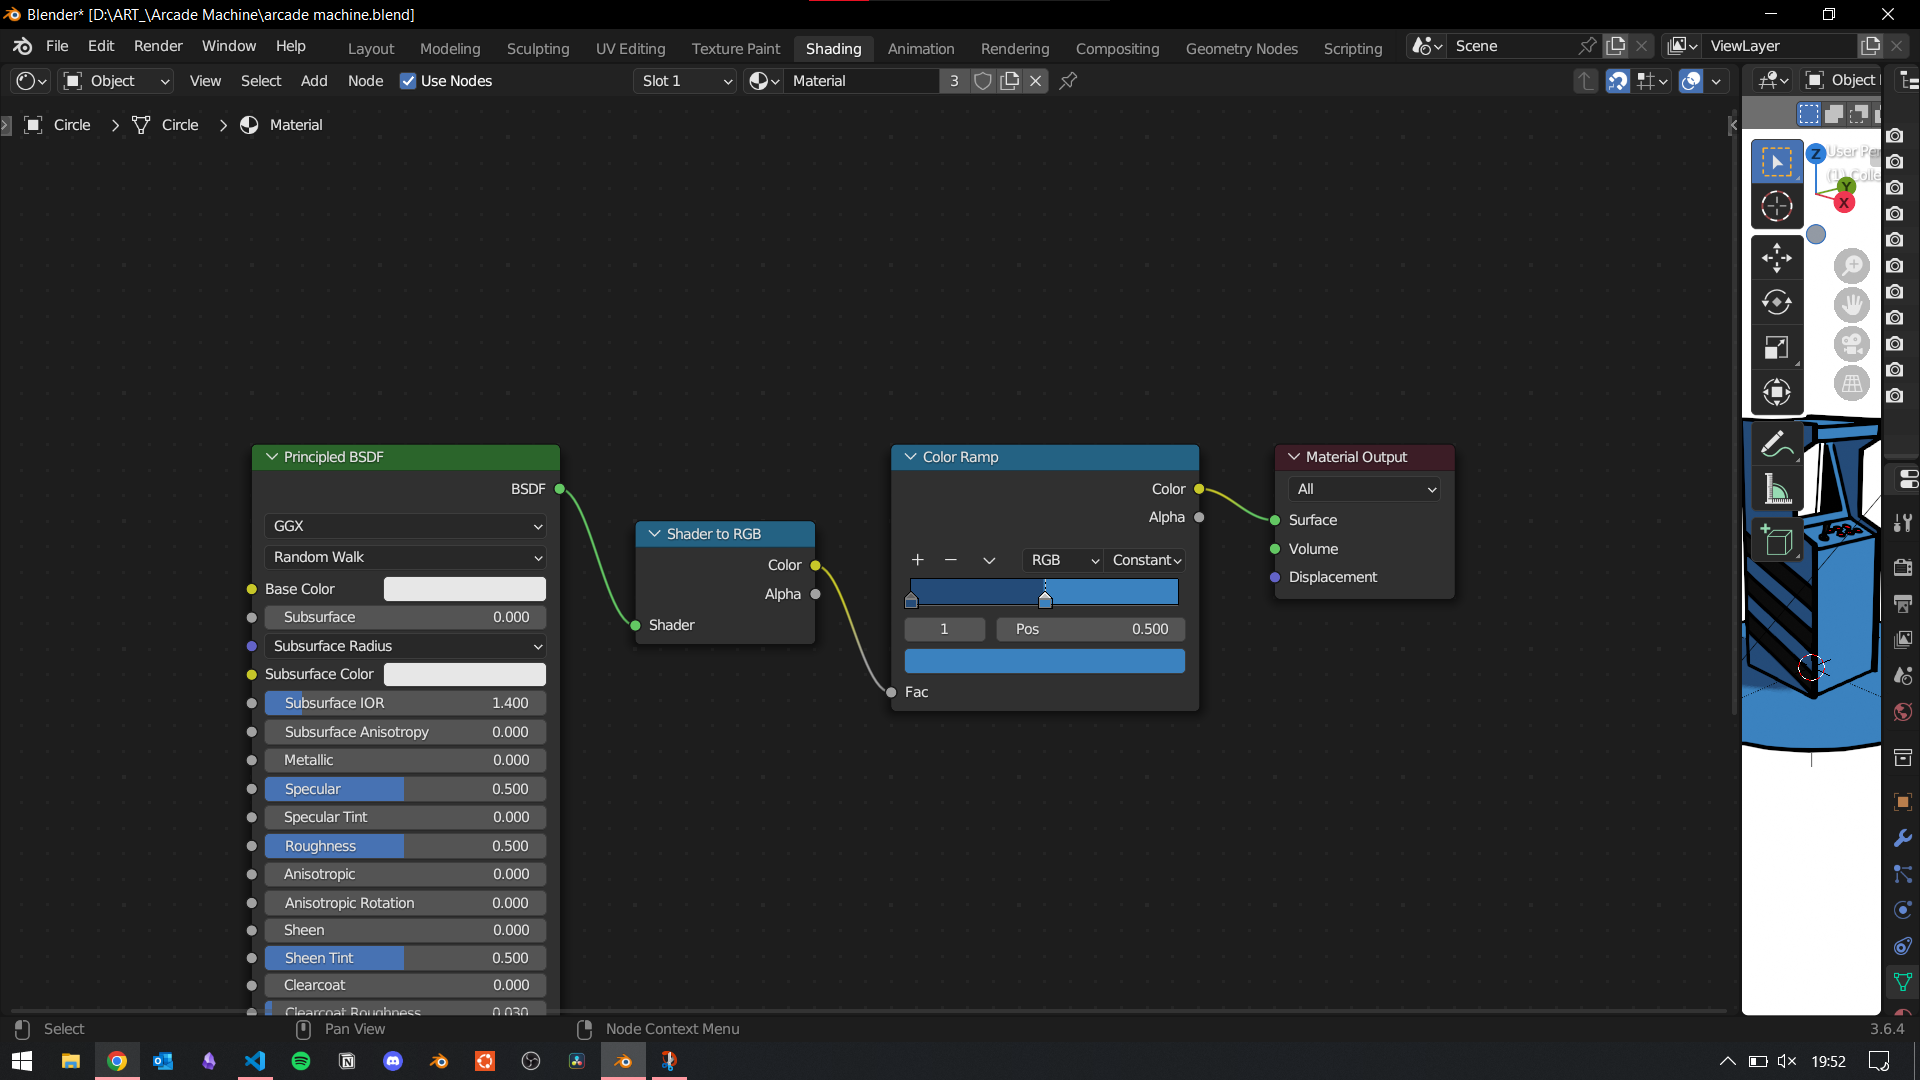 Blender* [D:\ART_\Arcade Machine\arcade machine.blend]
File Edit Render Window Help
Layout Modeling Sculpting UV Editing Texture Paint Shading Animation Rendering Compositing Geometry Nodes Scripting
Scene
ViewLayer
Object View Select Add Node Use Nodes
Slot 1
Material 3
Object
Circle > Circle > Material
User Per
(1) Colle
Z
Y
X
Principled BSDF
BSDF
GGX
Random Walk
Base Color
Subsurface 0.000
Subsurface Radius
Subsurface Color
Subsurface IOR 1.400
Subsurface Anisotropy 0.000
Metallic 0.000
Specular 0.500
Specular Tint 0.000
Roughness 0.500
Anisotropic 0.000
Anisotropic Rotation 0.000
Sheen 0.000
Sheen Tint 0.500
Clearcoat 0.000
Clearcoat Roughness 0.030
Shader to RGB
Color
Alpha
Shader
Color Ramp
Color
Alpha
RGB Constant
1 Pos 0.500
Fac
Material Output
All
Surface
Volume
Displacement
Select Pan View Node Context Menu
3.6.4
19:52